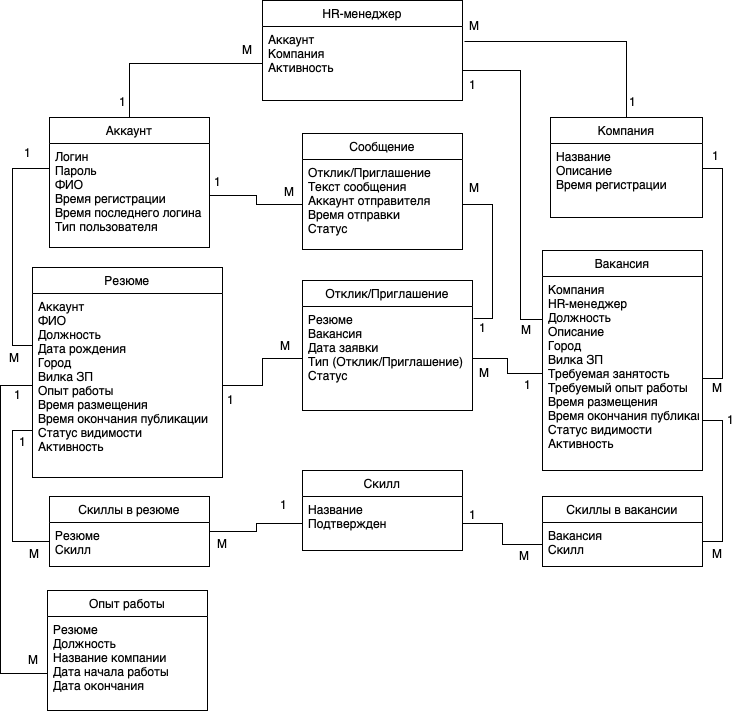 HR-менеджер
Аккаунт
Компания
Активность
M
M
1
1
1
Аккаунт
Логин
Пароль
ФИО
Время регистрации
Время последнего логина
Тип пользователя
1
1
Сообщение
Отклик/Приглашение
Текст сообщения
Аккаунт отправителя
Время отправки
Статус
M
M
Компания
Название
Описание
Время регистрации
1
Резюме
Аккаунт
ФИО
Должность
Дата рождения
Город
Вилка ЗП
Опыт работы
Время размещения
Время окончания публикации
Статус видимости
Активность
M
1
1
1
Отклик/Приглашение
Резюме
Вакансия
Дата заявки
Тип (Отклик/Приглашение)
Статус
M
1
M
Вакансия
Компания
HR-менеджер
Должность
Описание
Город
Вилка ЗП
Требуемая занятость
Требуемый опыт работы
Время размещения
Время окончания публика
Статус видимости
Активность
M
1
M
1
Скиллы в резюме
Резюме
Скилл
M
M
Скилл
Название
Подтвержден
1
1
Скиллы в вакансии
Вакансия
Скилл
M
M
Опыт работы
Резюме
Должность
Название компании
Дата начала работы
Дата окончания
M